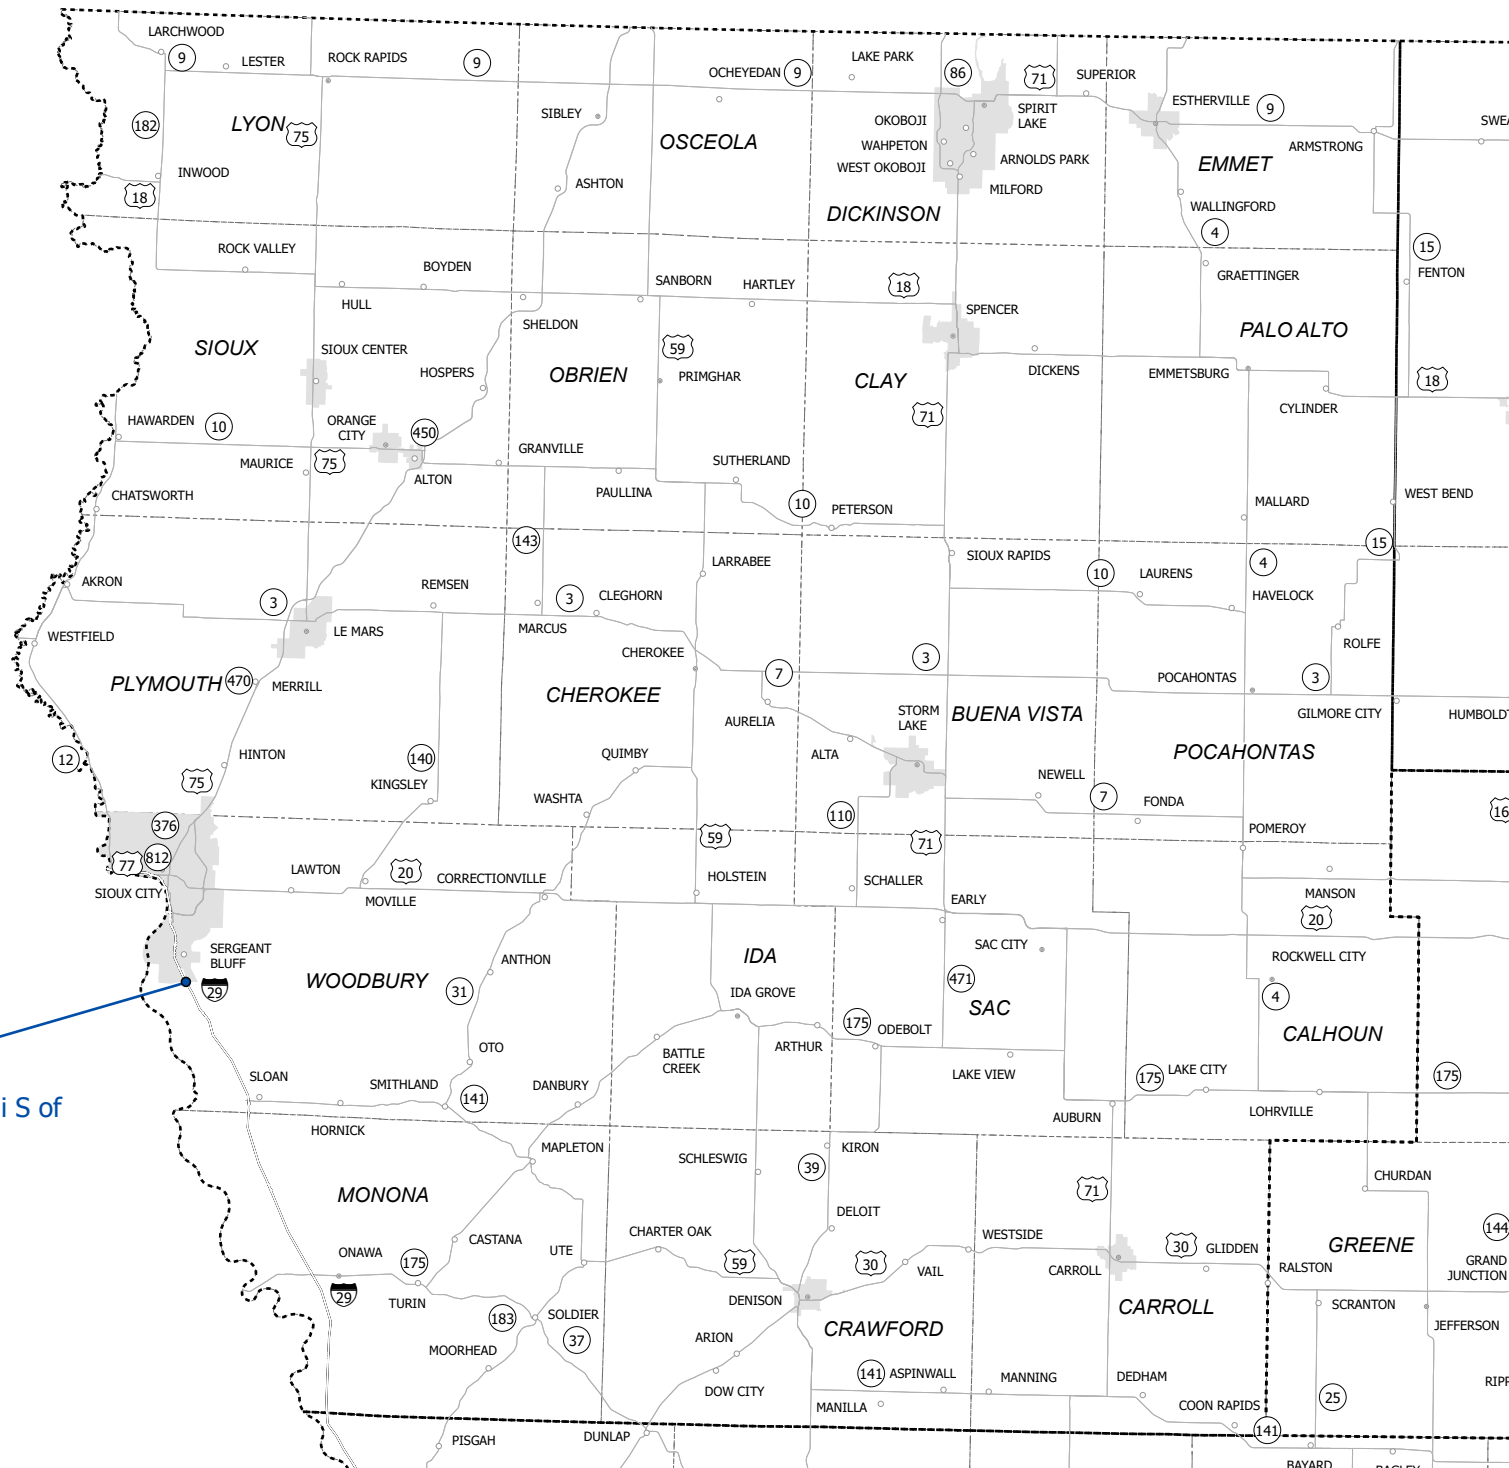 LARCHWOOD
9
LESTER
ROCK RAPIDS
9
OCHEYEDAN
9
LAKE PARK
86
71
SUPERIOR
ESTHERVILLE
9
182
LYON
75
SIBLEY
OSCEOLA
OKOBOJI
SPIRIT
LAKE
WAHPETON
WEST OKOBOJI
ARNOLDS PARK
MILFORD
ARMSTRONG
EMMET
INWOOD
18
ASHTON
DICKINSON
WALLINGFORD
4
ROCK VALLEY
BOYDEN
HULL
SANBORN
HARTLEY
18
GRAETTINGER
15
FENTON
SHELDON
SPENCER
SIOUX
SIOUX CENTER
HOSPERS
OBRIEN
59
PRIMGHAR
CLAY
DICKENS
PALO ALTO
EMMETSBURG
18
CYLINDER
71
HAWARDEN
10
ORANGE
CITY
450
MAURICE
75
ALTON
GRANVILLE
PAULLINA
SUTHERLAND
CHATSWORTH
10
PETERSON
MALLARD
WEST BEND
143
15
AKRON
REMSEN
3
3
CLEGHORN
MARCUS
LARRABEE
SIOUX RAPIDS
10
LAURENS
4
HAVELOCK
WESTFIELD
LE MARS
CHEROKEE
3
ROLFE
PLYMOUTH
470
MERRILL
CHEROKEE
7
AURELIA
STORM
LAKE
BUENA VISTA
POCAHONTAS
3
GILMORE CITY
12
HINTON
140
QUIMBY
ALTA
POCAHONTAS
75
KINGSLEY
WASHTA
NEWELL
7
FONDA
376
110
POMEROY
77
812
59
71
SIOUX CITY
LAWTON
20
CORRECTIONVILLE
MOVILLE
HOLSTEIN
SCHALLER
EARLY
MANSON
20
SERGEANT
BLUFF
29
WOODBURY
ANTHON
31
IDA
IDA GROVE
SAC CITY
471
SAC
ROCKWELL CITY
4
CALHOUN
175
ODEBOLT
OTO
BATTLE
CREEK
ARTHUR
LAKE VIEW
SLOAN
SMITHLAND
141
DANBURY
175
LAKE CITY
175
i S of
HORNICK
AUBURN
LOHRVILLE
MAPLETON
SCHLESWIG
39
KIRON
MONONA
71
CHURDAN
CASTANA
CHARTER OAK
DELOIT
WESTSIDE
144
ONAWA
175
UTE
59
30
VAIL
30
GLIDDEN
GREENE
GRAND
JUNCTION
29
TURIN
CARROLL
RALSTON
183
SOLDIER
37
DENISON
CRAWFORD
CARROLL
SCRANTON
JEFFERSON
MOORHEAD
ARION
DOW CITY
141
ASPINWALL
MANNING
DEDHAM
MANILLA
COON RAPIDS
25
PISGAH
DUNLAP
141
BAYARD